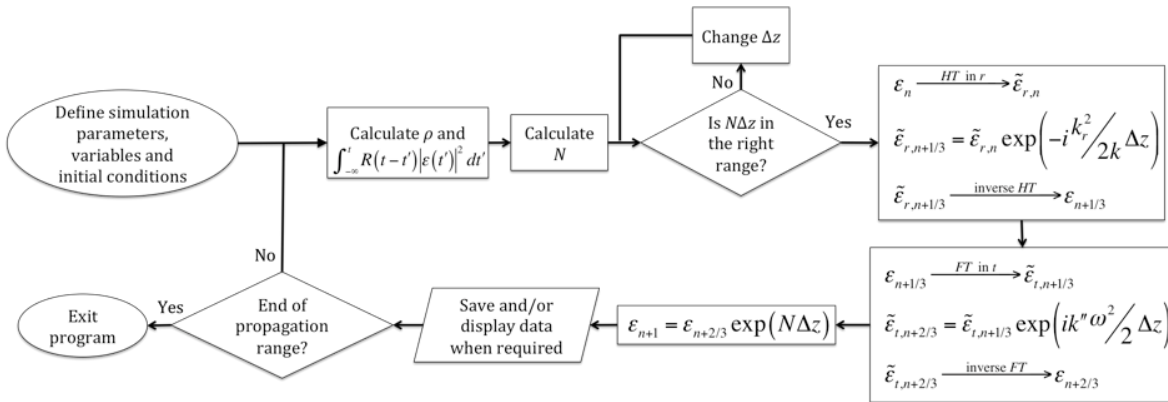 Define simulation
parameters,
variables and
initial conditions
Calculate ρ and
∫_{-∞}^{t} R(t − t′)|ε(t′)|² dt′
Calculate
N
Change Δz
No
Is NΔz in
the right
range?
Yes
ε_n —HT in r→ ε̃_{r,n}
ε̃_{r,n+1/3} = ε̃_{r,n} exp(−i k_r²/2k Δz)
ε̃_{r,n+1/3} —inverse HT→ ε_{n+1/3}
ε_{n+1/3} —FT in t→ ε̃_{t,n+1/3}
ε̃_{t,n+2/3} = ε̃_{t,n+1/3} exp(ik″ω²/2 Δz)
ε̃_{t,n+2/3} —inverse FT→ ε_{n+2/3}
ε_{n+1} = ε_{n+2/3} exp(NΔz)
Save and/or
display data
when required
End of
propagation
range?
No
Yes
Exit
program